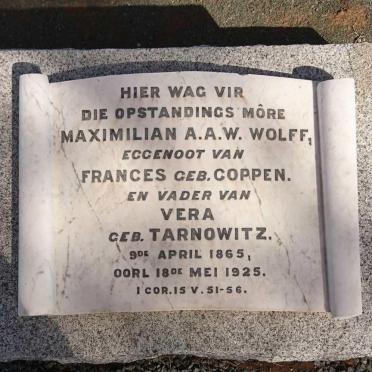 HIER WAG VIR
DIE OPSTANDINGS MÔRE
MAXIMILIAN A.A.W. WOLFF,
EGGENOOT VAN
FRANCES GEB. COPPEN.
EN VADER VAN
VERA
GEB. TARNOWITZ.
9DE APRIL 1865,
OORL 18DE MEI 1925.
I COR. 15 V. 51-56.